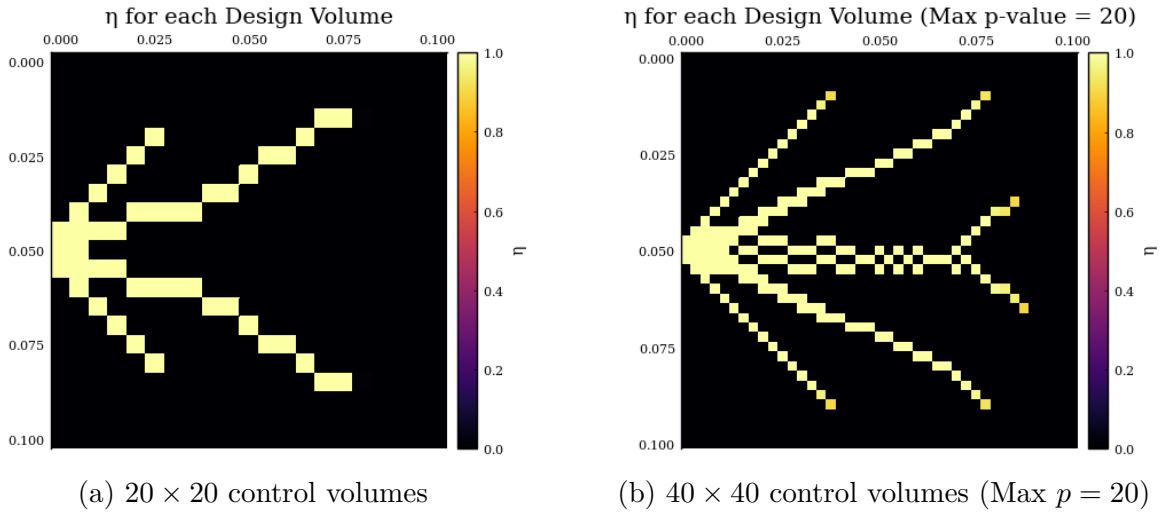 η for each Design Volume
0.000 0.025 0.050 0.075 0.100
0.000
0.025
0.050
0.075
0.100
1.0
0.8
0.6
0.4
0.2
0.0
η
(a) 20 × 20 control volumes
η for each Design Volume (Max p-value = 20)
0.000 0.025 0.050 0.075 0.100
0.000
0.025
0.050
0.075
0.100
1.0
0.8
0.6
0.4
0.2
0.0
η
(b) 40 × 40 control volumes (Max p = 20)